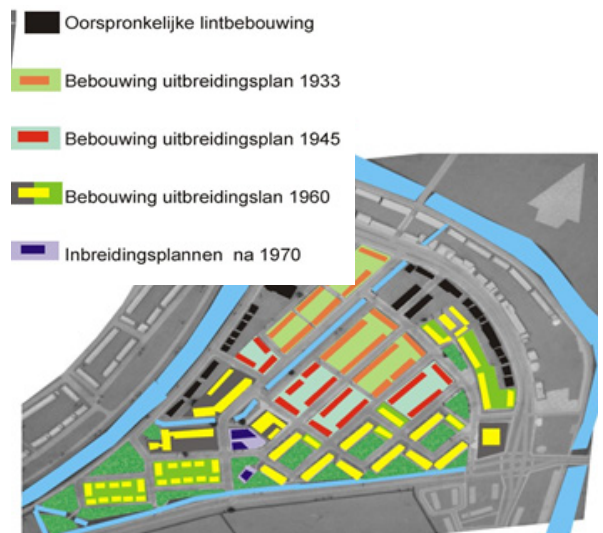 Oorspronkelijke lintbebouwing
Bebouwing uitbreidingsplan 1933
Bebouwing uitbreidingsplan 1945
Bebouwing uitbreidingslan 1960
Inbreidingsplannen na 1970